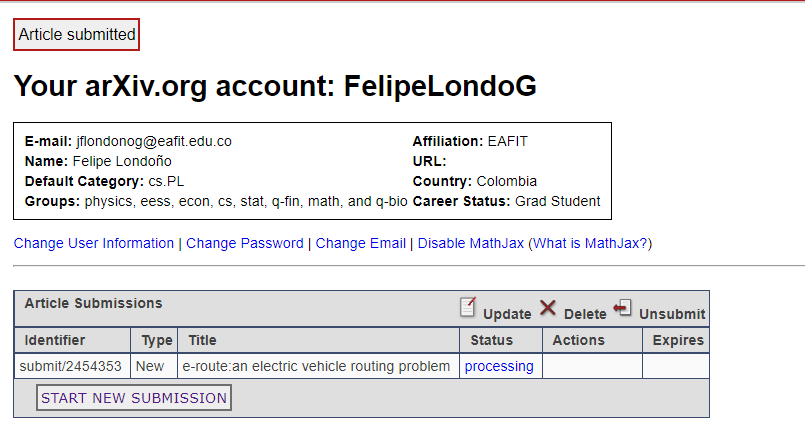 Article submitted
Your arXiv.org account: FelipeLondoG
E-mail: jflondonog@eafit.edu.co Affiliation: EAFIT
Name: Felipe Londoño URL:
Default Category: cs.PL Country: Colombia
Groups: physics, eess, econ, cs, stat, q-fin, math, and q-bio Career Status: Grad Student
Change User Information | Change Password | Change Email | Disable MathJax (What is MathJax?)
Article Submissions Update Delete Unsubmit
Identifier Type Title Status Actions Expires
submit/2454353 New e-route:an electric vehicle routing problem processing
START NEW SUBMISSION